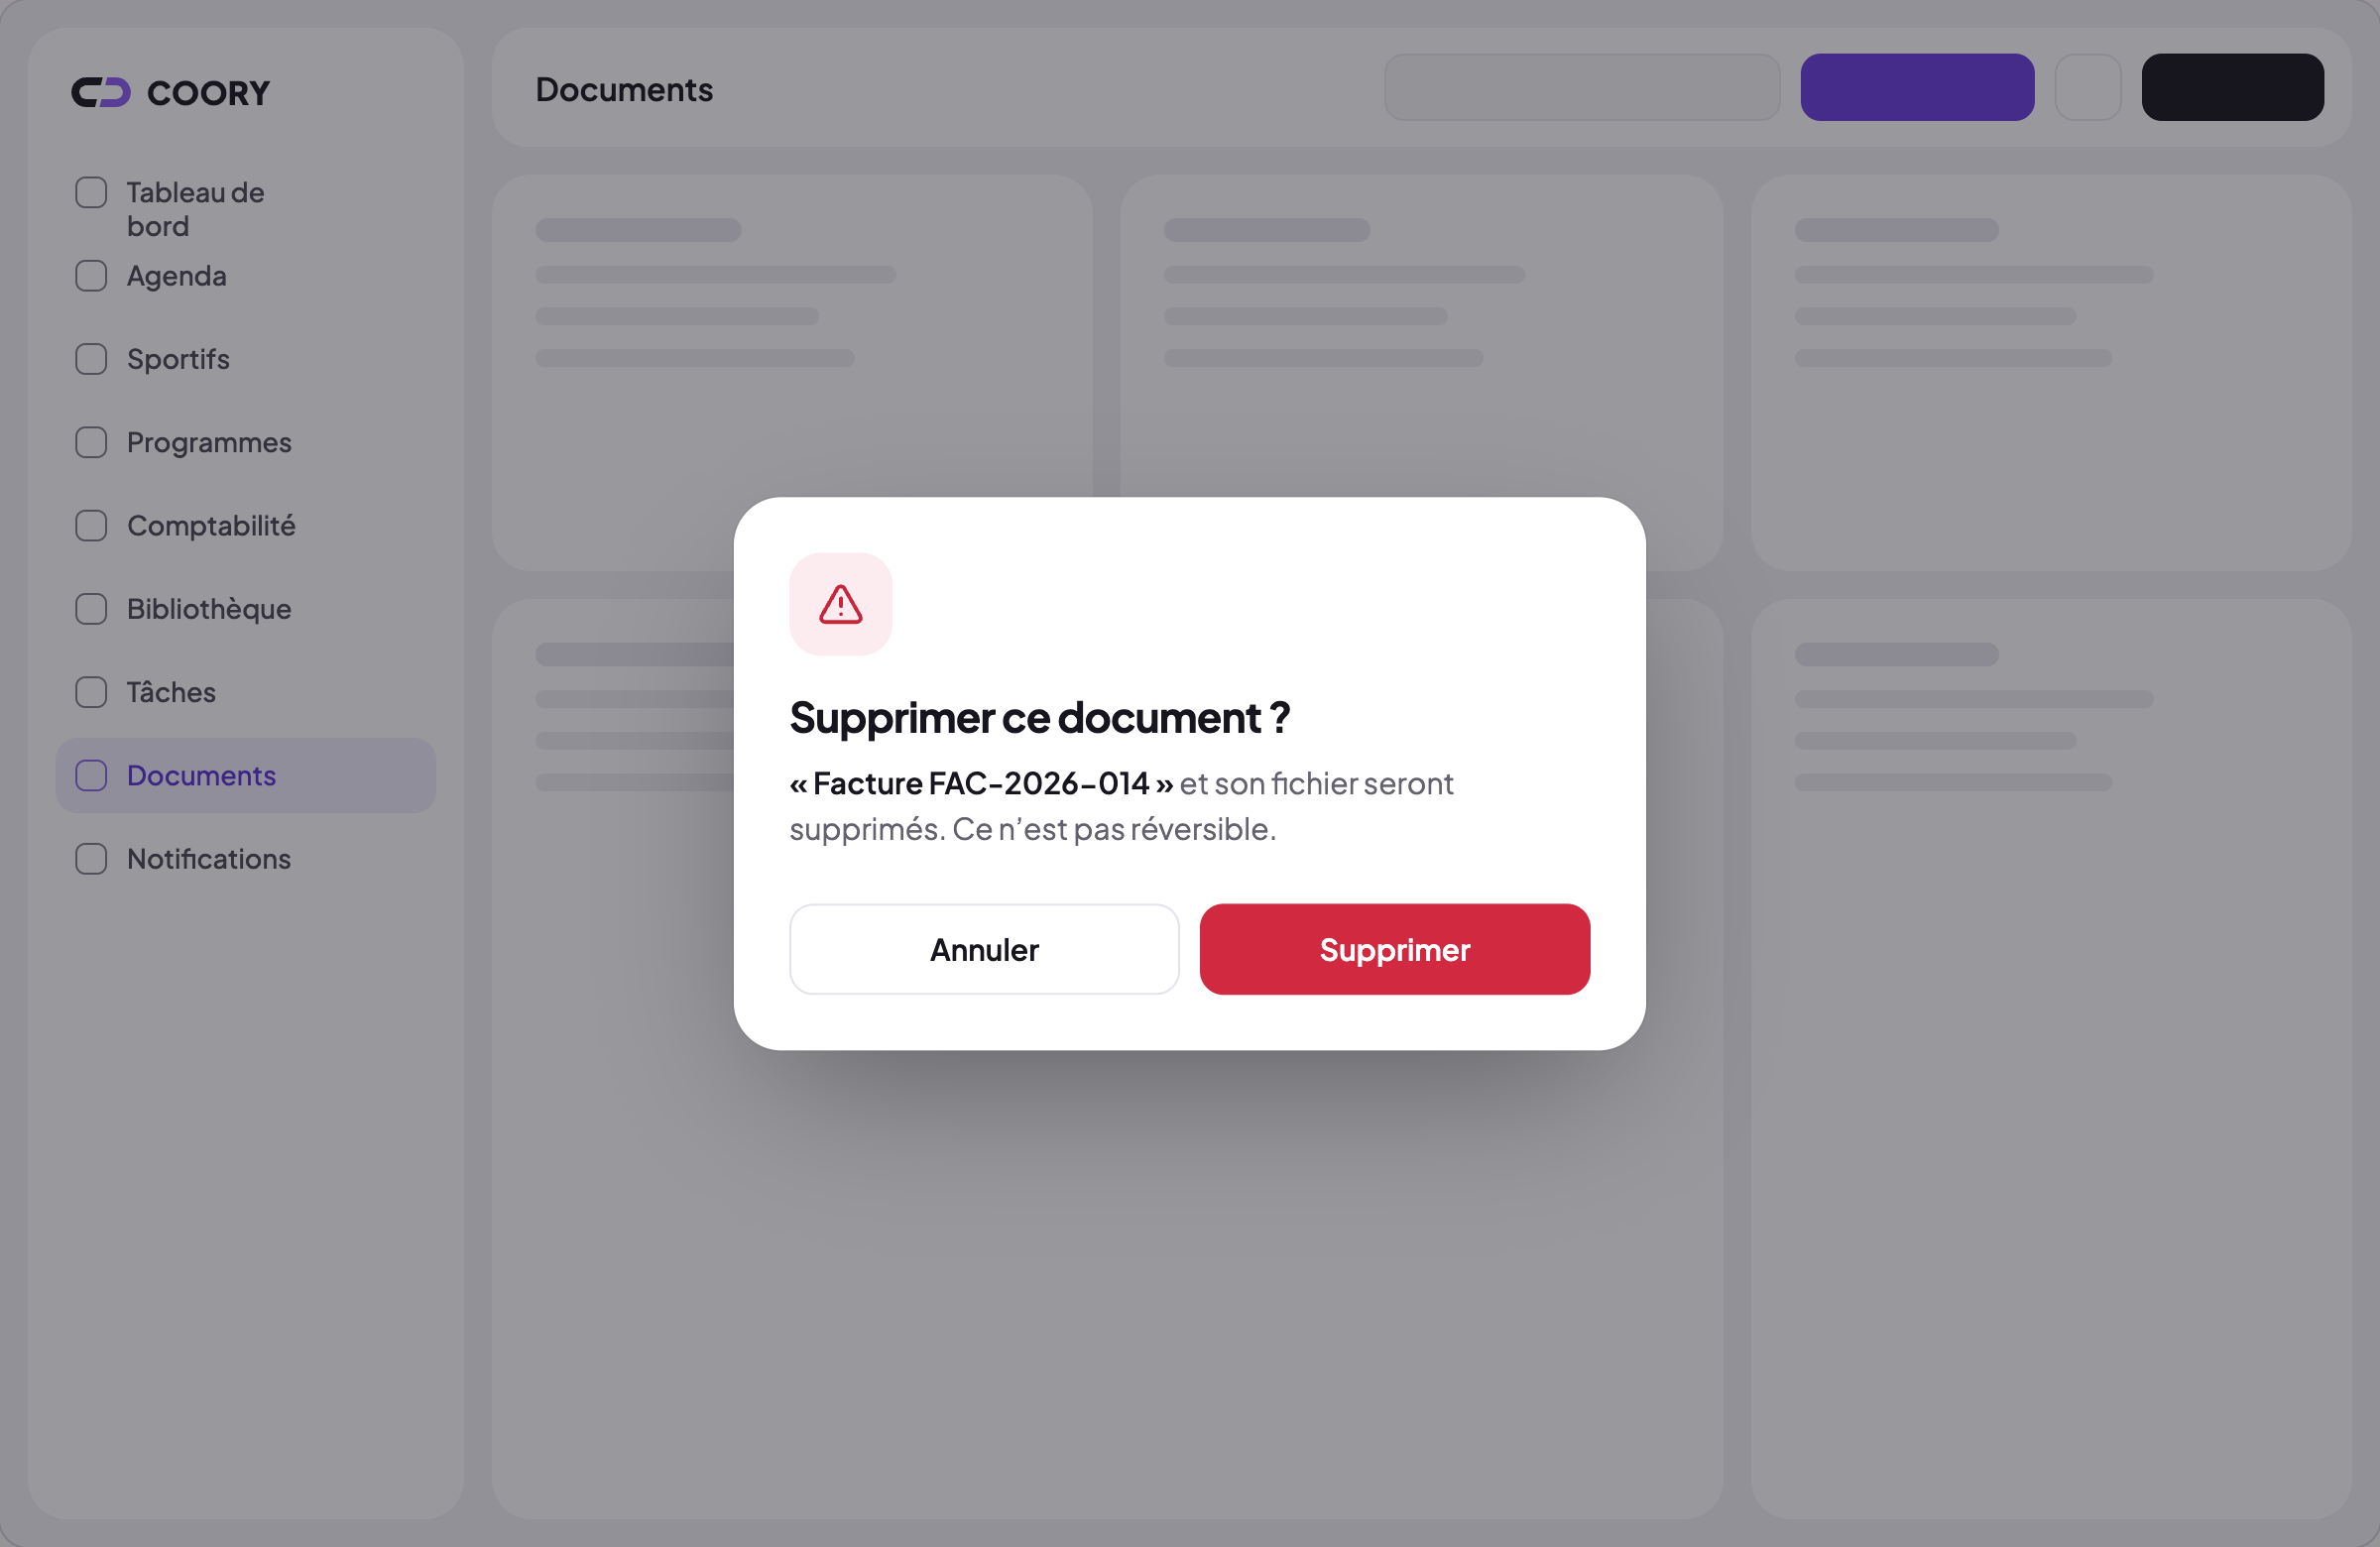 COORY
Tableau de
bord
Agenda
Sportifs
Programmes
Comptabilité
Bibliothèque
Tâches
Documents
Notifications
Documents
Supprimer ce document ?
« Facture FAC-2026-014 » et son fichier seront
supprimés. Ce n’est pas réversible.
Annuler
Supprimer